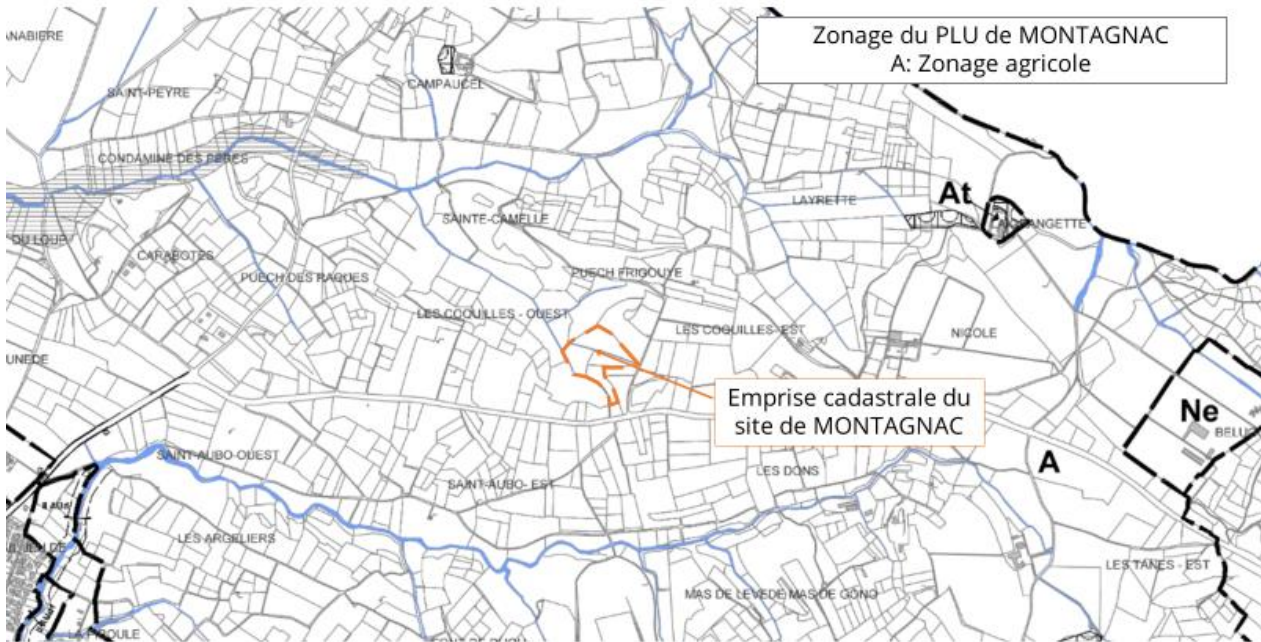 Zonage du PLU de MONTAGNAC
A: Zonage agricole
ANABIERE
CAMPAUCEL
SAINT-PEYRE
CONDAMINE DES PERES
At
LAYRETTE
SAINTE-CAMELLE
DU LOUP
CARABOTES
PUECH DES RAQUES
PUECH FRIGOUYE
LES COQUILLES - OUEST
LES COQUILLES-EST
NICOLE
UNEDE
Emprise cadastrale du
site de MONTAGNAC
Ne
BELUG
SAINT-AUBO OUEST
LES DONS
A
SAINT-AUBO- EST
LES ARGELIERS
LES TANES - EST
MAS DE LEVEDE
MAS DE GONO